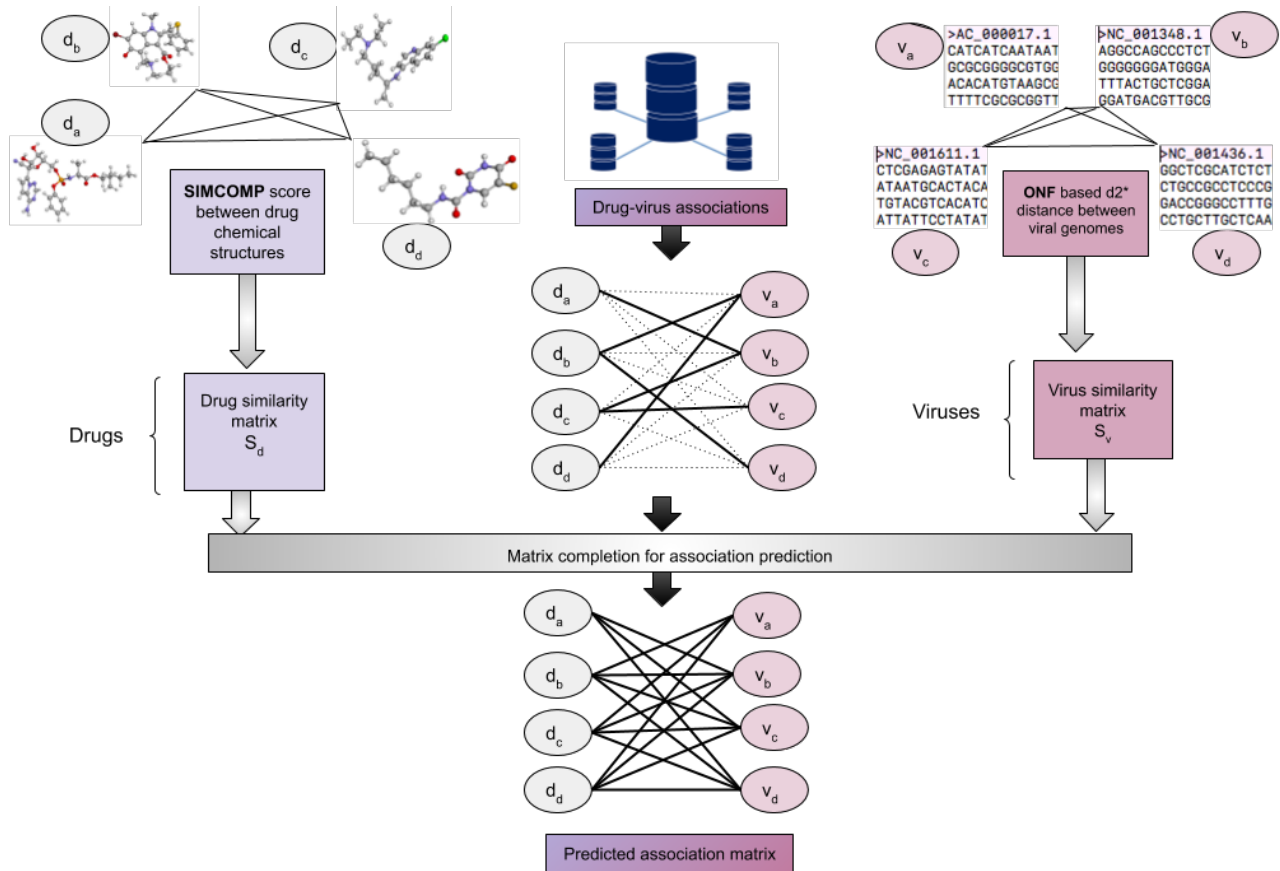 d_b
d_c
d_a
d_d
SIMCOMP score
between drug
chemical
structures
Drug-virus associations
v_a
>AC_000017.1
CATCATCAATAAT
GCGCGGGGCGTGG
ACACATGTAAGCG
TTTTCGCGCGGTT
>NC_001348.1
AGGCCAGCCCTCT
GGGGGGGATGGGA
TTTACTGCTCGGA
GGATGACGTTGCG
v_b
>NC_001611.1
CTCGAGAGTATAT
ATAATGCACTACA
TGTACGTCACATC
ATTATTCCTATAT
v_c
ONF based d2*
distance between
viral genomes
>NC_001436.1
GGCTCGCATCTCT
CTGCCGCCTCCCG
GACCGGGCCTTTG
CCTGCTTGCTCAA
v_d
d_a
d_b
d_c
d_d
v_a
v_b
v_c
v_d
Drugs
Drug similarity
matrix
S_d
Viruses
Virus similarity
matrix
S_v
Matrix completion for association prediction
d_a
d_b
d_c
d_d
v_a
v_b
v_c
v_d
Predicted association matrix